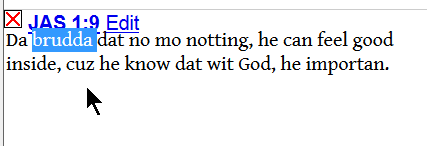 JAS 1:9 Edit
Da brudda dat no mo notting, he can feel good
inside, cuz he know dat wit God, he importan.